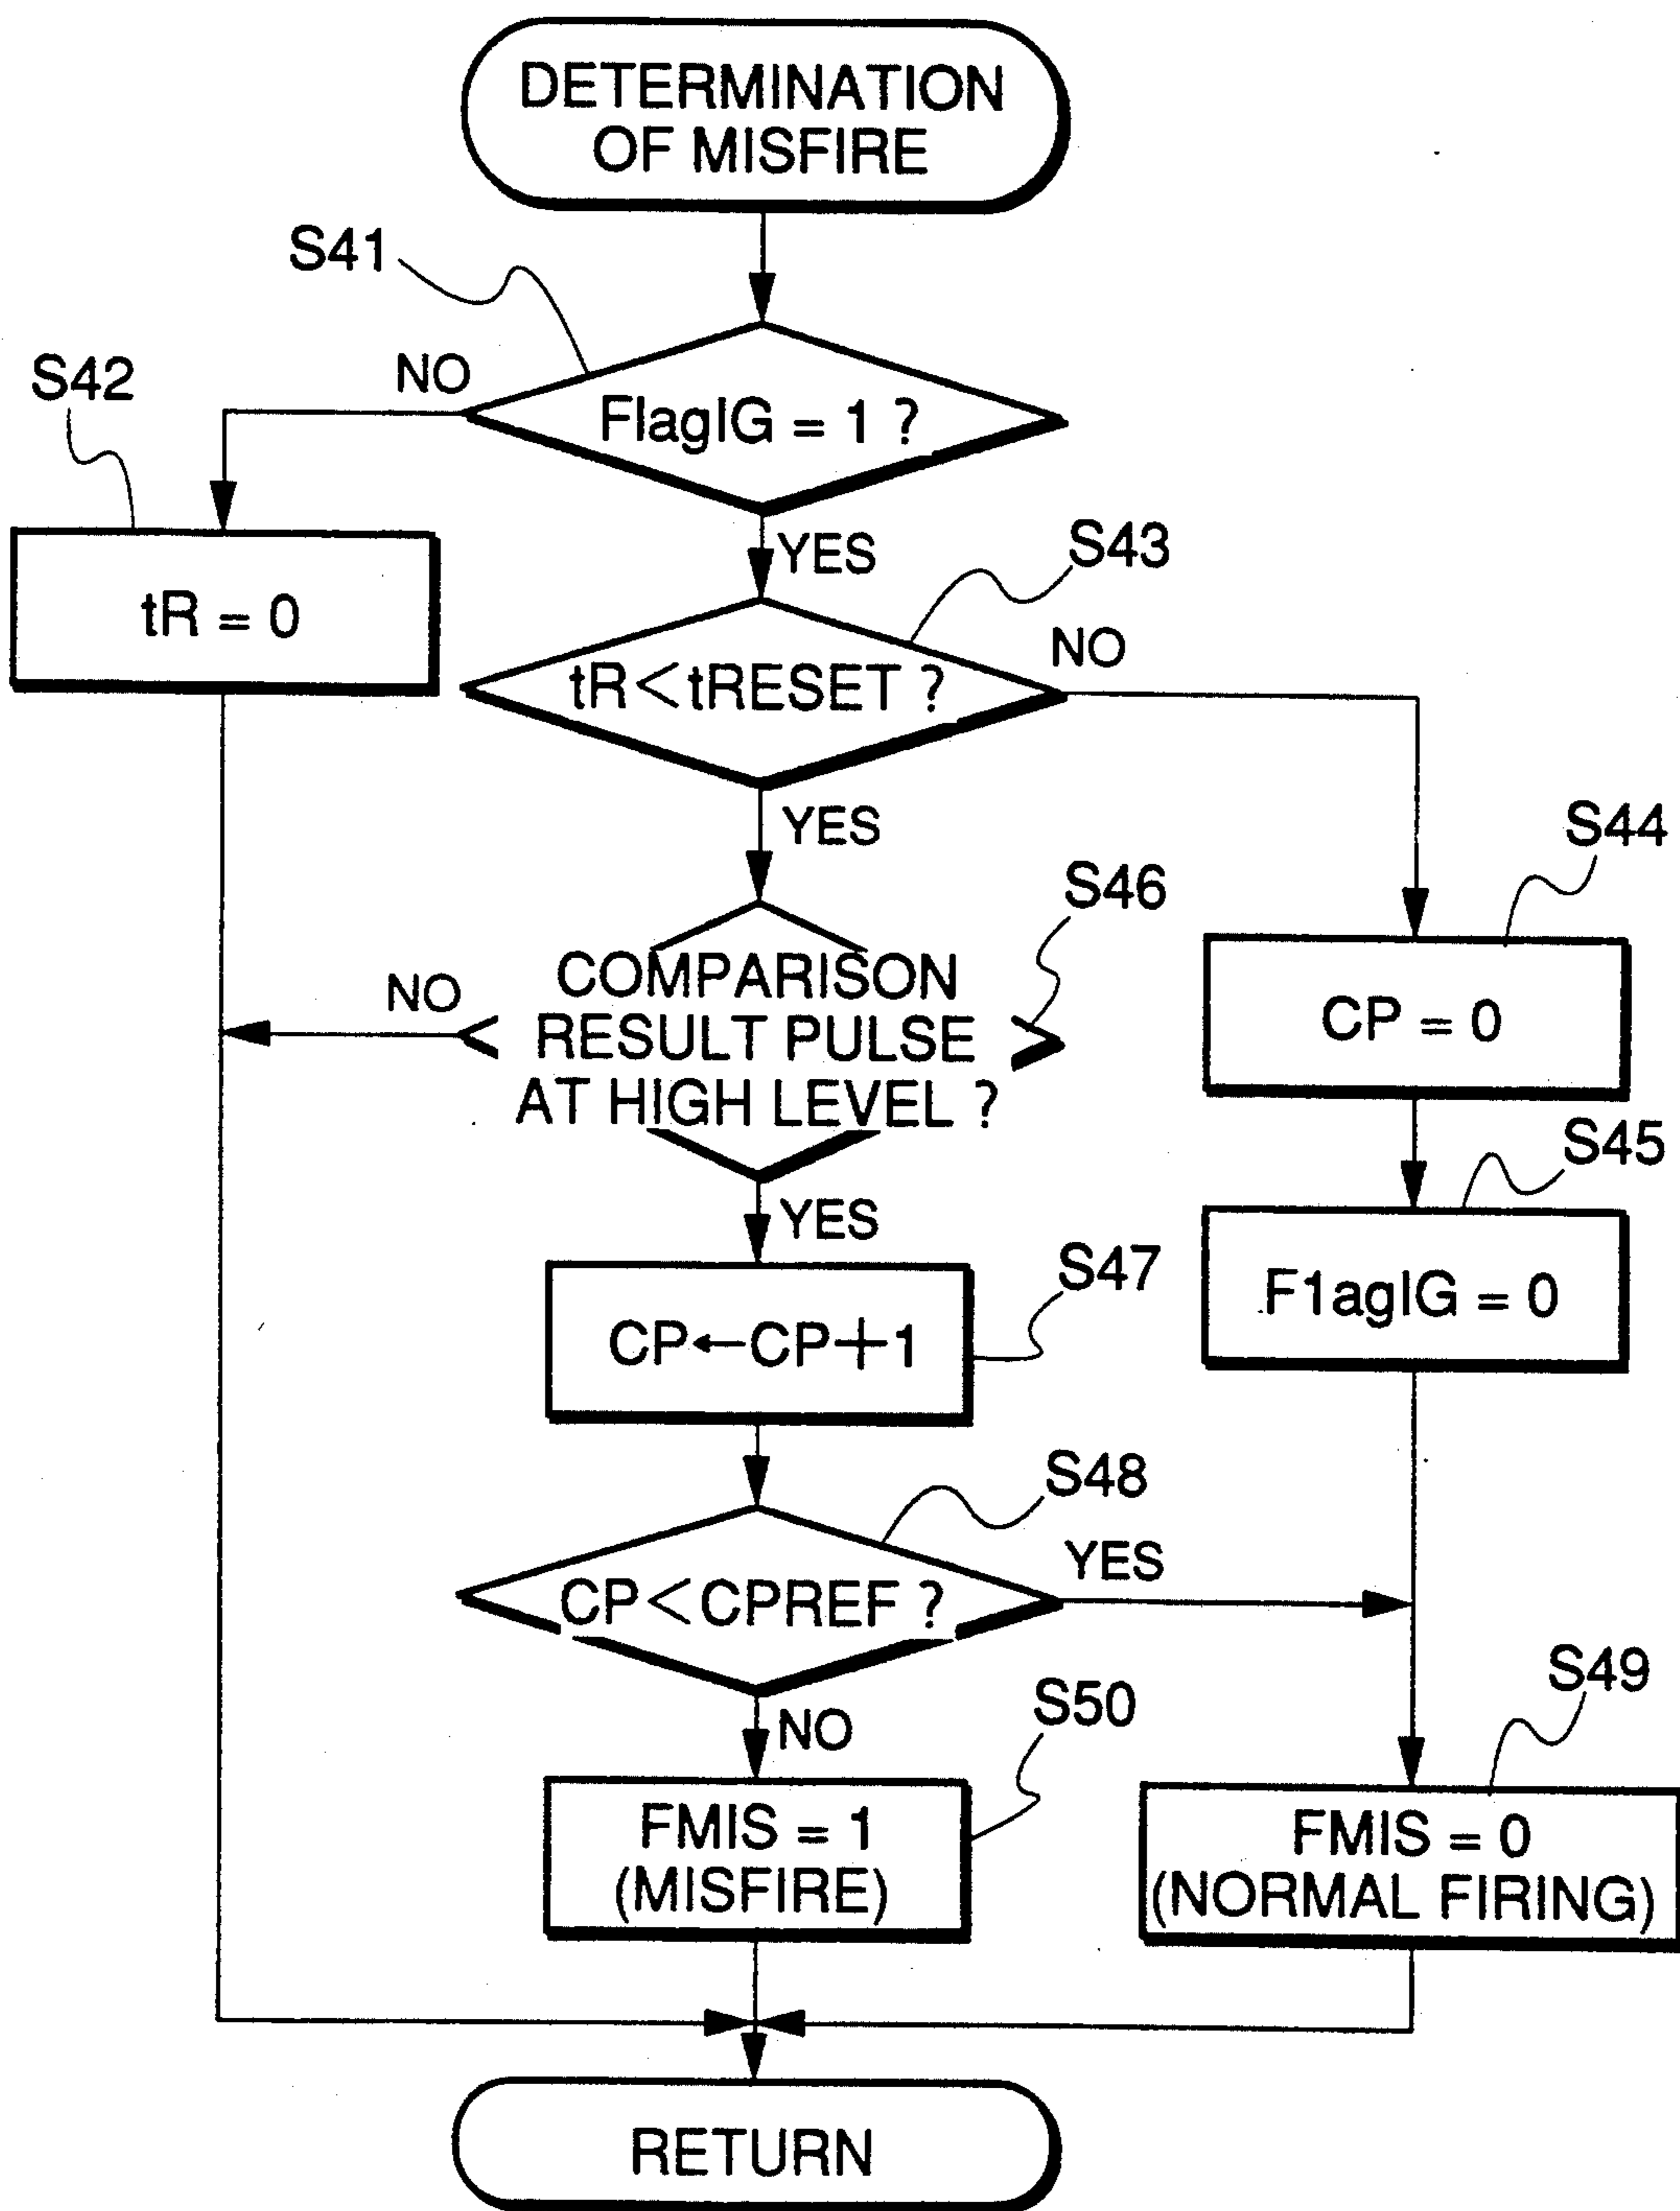 DETERMINATION
OF MISFIRE
S41
S42
NO
FlagIG = 1 ?
YES
S43
tR = 0
NO
tR<tRESET ?
YES
S44
S46
COMPARISON
RESULT PULSE
AT HIGH LEVEL ?
NO
CP = 0
S45
YES
S47
F1agIG = 0
CP←CP+1
S48
YES
CP<CPREF ?
S49
S50
NO
FMIS = 1
(MISFIRE)
FMIS = 0
(NORMAL FIRING)
RETURN